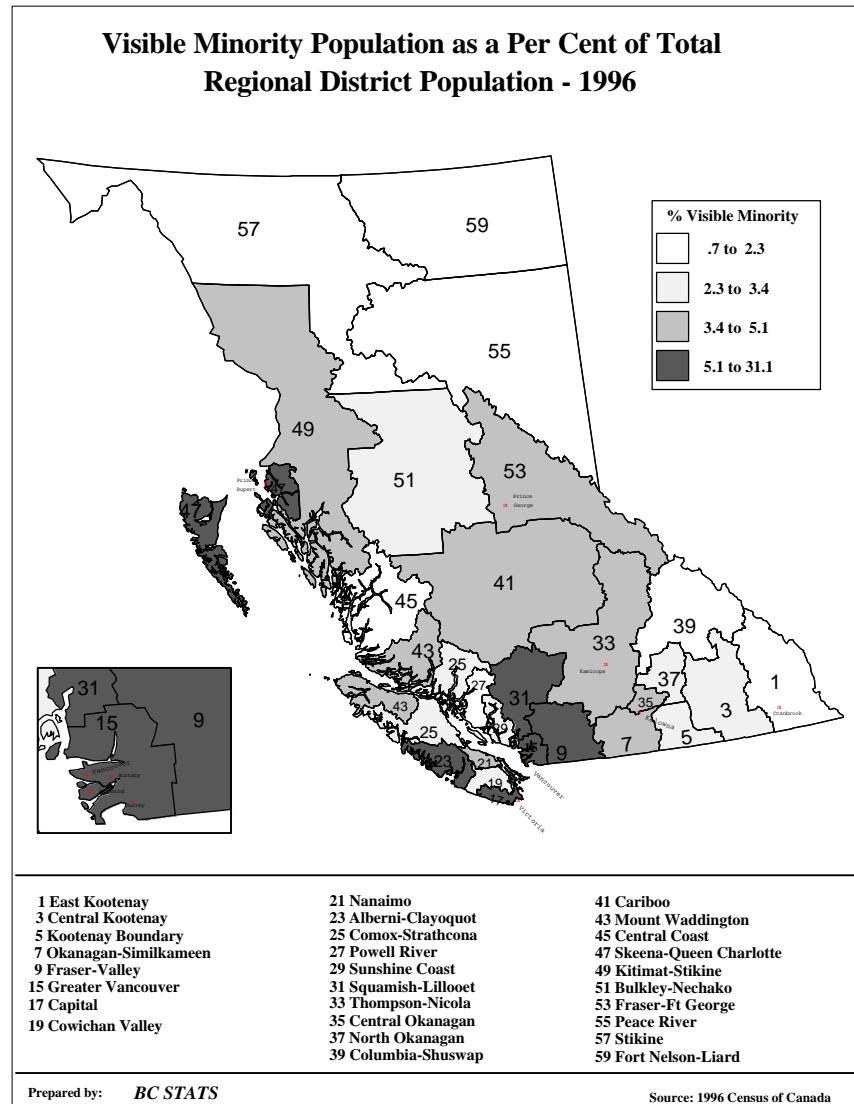 Visible Minority Population as a Per Cent of Total
Regional District Population - 1996
% Visible Minority
.7 to 2.3
2.3 to 3.4
3.4 to 5.1
5.1 to 31.1
57
59
55
49
53
51
47
Prince
Rupert
Prince
George
47
41
45
39
33
43
25
37
1
Kamloops
27
31
35
3
Cranbrook
43
29
Kelowna
25
7
5
9
21
23
19
Vancouver
17
Victoria
31
15
9
Vancouver
Burnaby
Surrey
1 East Kootenay
3 Central Kootenay
5 Kootenay Boundary
7 Okanagan-Similkameen
9 Fraser-Valley
15 Greater Vancouver
17 Capital
19 Cowichan Valley
21 Nanaimo
23 Alberni-Clayoquot
25 Comox-Strathcona
27 Powell River
29 Sunshine Coast
31 Squamish-Lillooet
33 Thompson-Nicola
35 Central Okanagan
37 North Okanagan
39 Columbia-Shuswap
41 Cariboo
43 Mount Waddington
45 Central Coast
47 Skeena-Queen Charlotte
49 Kitimat-Stikine
51 Bulkley-Nechako
53 Fraser-Ft George
55 Peace River
57 Stikine
59 Fort Nelson-Liard
Prepared by: BC STATS
Source: 1996 Census of Canada